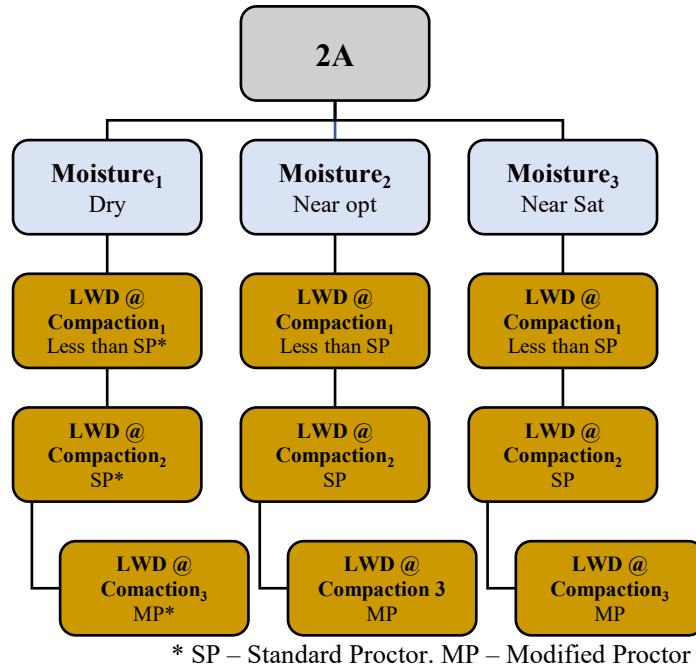 2A
Moisture₁
Dry
Moisture₂
Near opt
Moisture₃
Near Sat
LWD @
Compaction₁
Less than SP*
LWD @
Compaction₁
Less than SP
LWD @
Compaction₁
Less than SP
LWD @
Compaction₂
SP*
LWD @
Compaction₂
SP
LWD @
Compaction₂
SP
LWD @
Comaction₃
MP*
LWD @
Compaction 3
MP
LWD @
Compaction₃
MP
* SP – Standard Proctor. MP – Modified Proctor